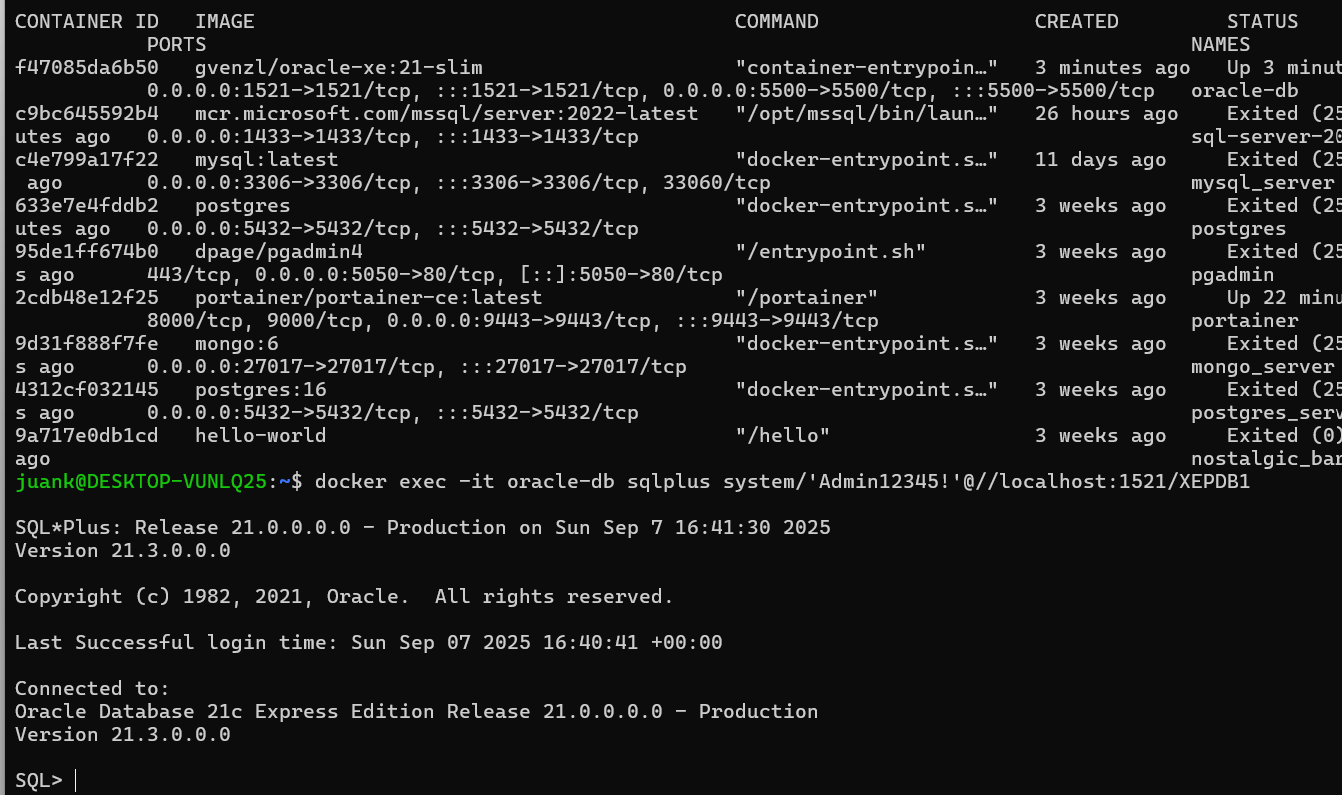 CONTAINER ID   IMAGE                                        COMMAND                  CREATED         STATUS
           PORTS                                                                                  NAMES
f47085da6b50   gvenzl/oracle-xe:21-slim                     "container-entrypoin…"   3 minutes ago   Up 3 minut
           0.0.0.0:1521->1521/tcp, :::1521->1521/tcp, 0.0.0.0:5500->5500/tcp, :::5500->5500/tcp   oracle-db
c9bc645592b4   mcr.microsoft.com/mssql/server:2022-latest   "/opt/mssql/bin/laun…"   26 hours ago    Exited (25
utes ago   0.0.0.0:1433->1433/tcp, :::1433->1433/tcp                                              sql-server-20
c4e799a17f22   mysql:latest                                 "docker-entrypoint.s…"   11 days ago     Exited (25
 ago       0.0.0.0:3306->3306/tcp, :::3306->3306/tcp, 33060/tcp                                   mysql_server
633e7e4fddb2   postgres                                     "docker-entrypoint.s…"   3 weeks ago     Exited (25
utes ago   0.0.0.0:5432->5432/tcp, :::5432->5432/tcp                                              postgres
95de1ff674b0   dpage/pgadmin4                               "/entrypoint.sh"         3 weeks ago     Exited (25
s ago      443/tcp, 0.0.0.0:5050->80/tcp, [::]:5050->80/tcp                                       pgadmin
2cdb48e12f25   portainer/portainer-ce:latest                "/portainer"             3 weeks ago     Up 22 minu
           8000/tcp, 9000/tcp, 0.0.0.0:9443->9443/tcp, :::9443->9443/tcp                          portainer
9d31f888f7fe   mongo:6                                      "docker-entrypoint.s…"   3 weeks ago     Exited (25
s ago      0.0.0.0:27017->27017/tcp, :::27017->27017/tcp                                          mongo_server
4312cf032145   postgres:16                                  "docker-entrypoint.s…"   3 weeks ago     Exited (25
s ago      0.0.0.0:5432->5432/tcp, :::5432->5432/tcp                                              postgres_serv
9a717e0db1cd   hello-world                                  "/hello"                 3 weeks ago     Exited (0)
ago                                                                                               nostalgic_bar
juank@DESKTOP-VUNLQ25:~$ docker exec -it oracle-db sqlplus system/'Admin12345!'@//localhost:1521/XEPDB1

SQL*Plus: Release 21.0.0.0.0 - Production on Sun Sep 7 16:41:30 2025
Version 21.3.0.0.0

Copyright (c) 1982, 2021, Oracle.  All rights reserved.

Last Successful login time: Sun Sep 07 2025 16:40:41 +00:00

Connected to:
Oracle Database 21c Express Edition Release 21.0.0.0.0 - Production
Version 21.3.0.0.0

SQL>